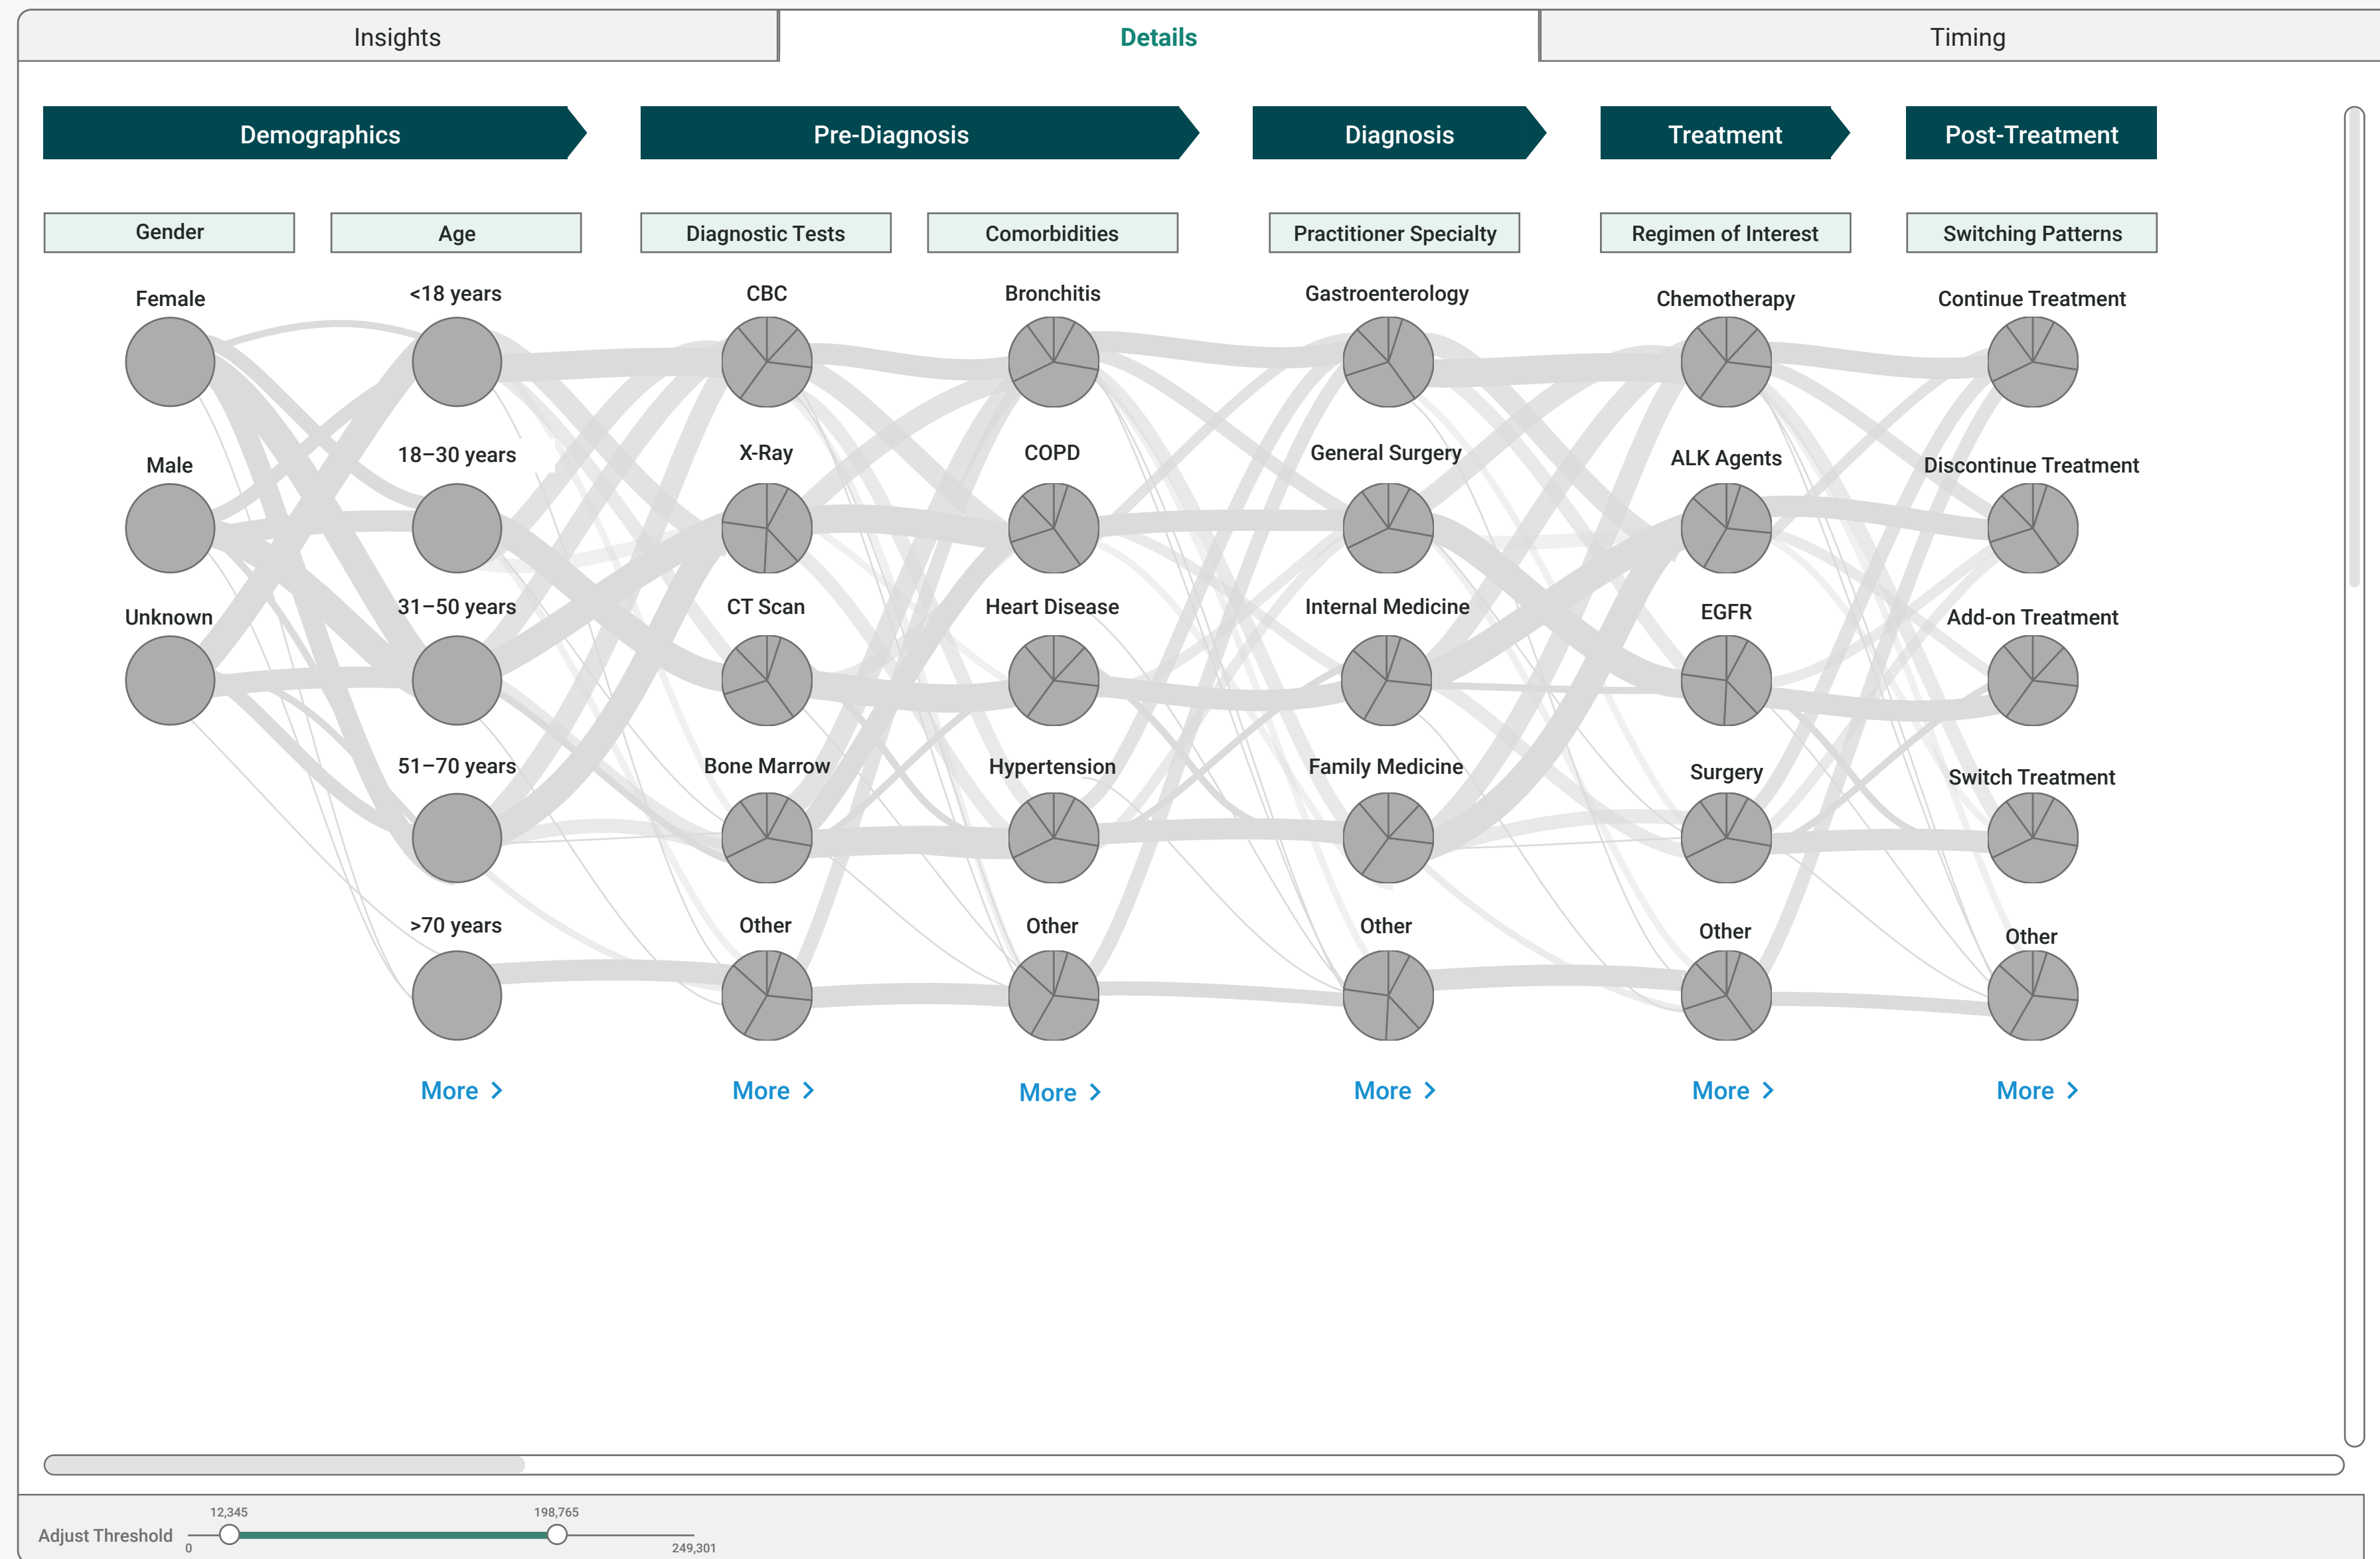 Insights
Details
Timing
Demographics
Pre-Diagnosis
Diagnosis
Treatment
Post-Treatment
Gender
Age
Diagnostic Tests
Comorbidities
Practitioner Specialty
Regimen of Interest
Switching Patterns
Female
<18 years
CBC
Bronchitis
Gastroenterology
Chemotherapy
Continue Treatment
Male
18–30 years
X-Ray
COPD
General Surgery
ALK Agents
Discontinue Treatment
Unknown
31–50 years
CT Scan
Heart Disease
Internal Medicine
EGFR
Add-on Treatment
51–70 years
Bone Marrow
Hypertension
Family Medicine
Surgery
Switch Treatment
>70 years
Other
Other
Other
Other
Other
More
More
More
More
More
More
Adjust Threshold
12,345
198,765
0
249,301